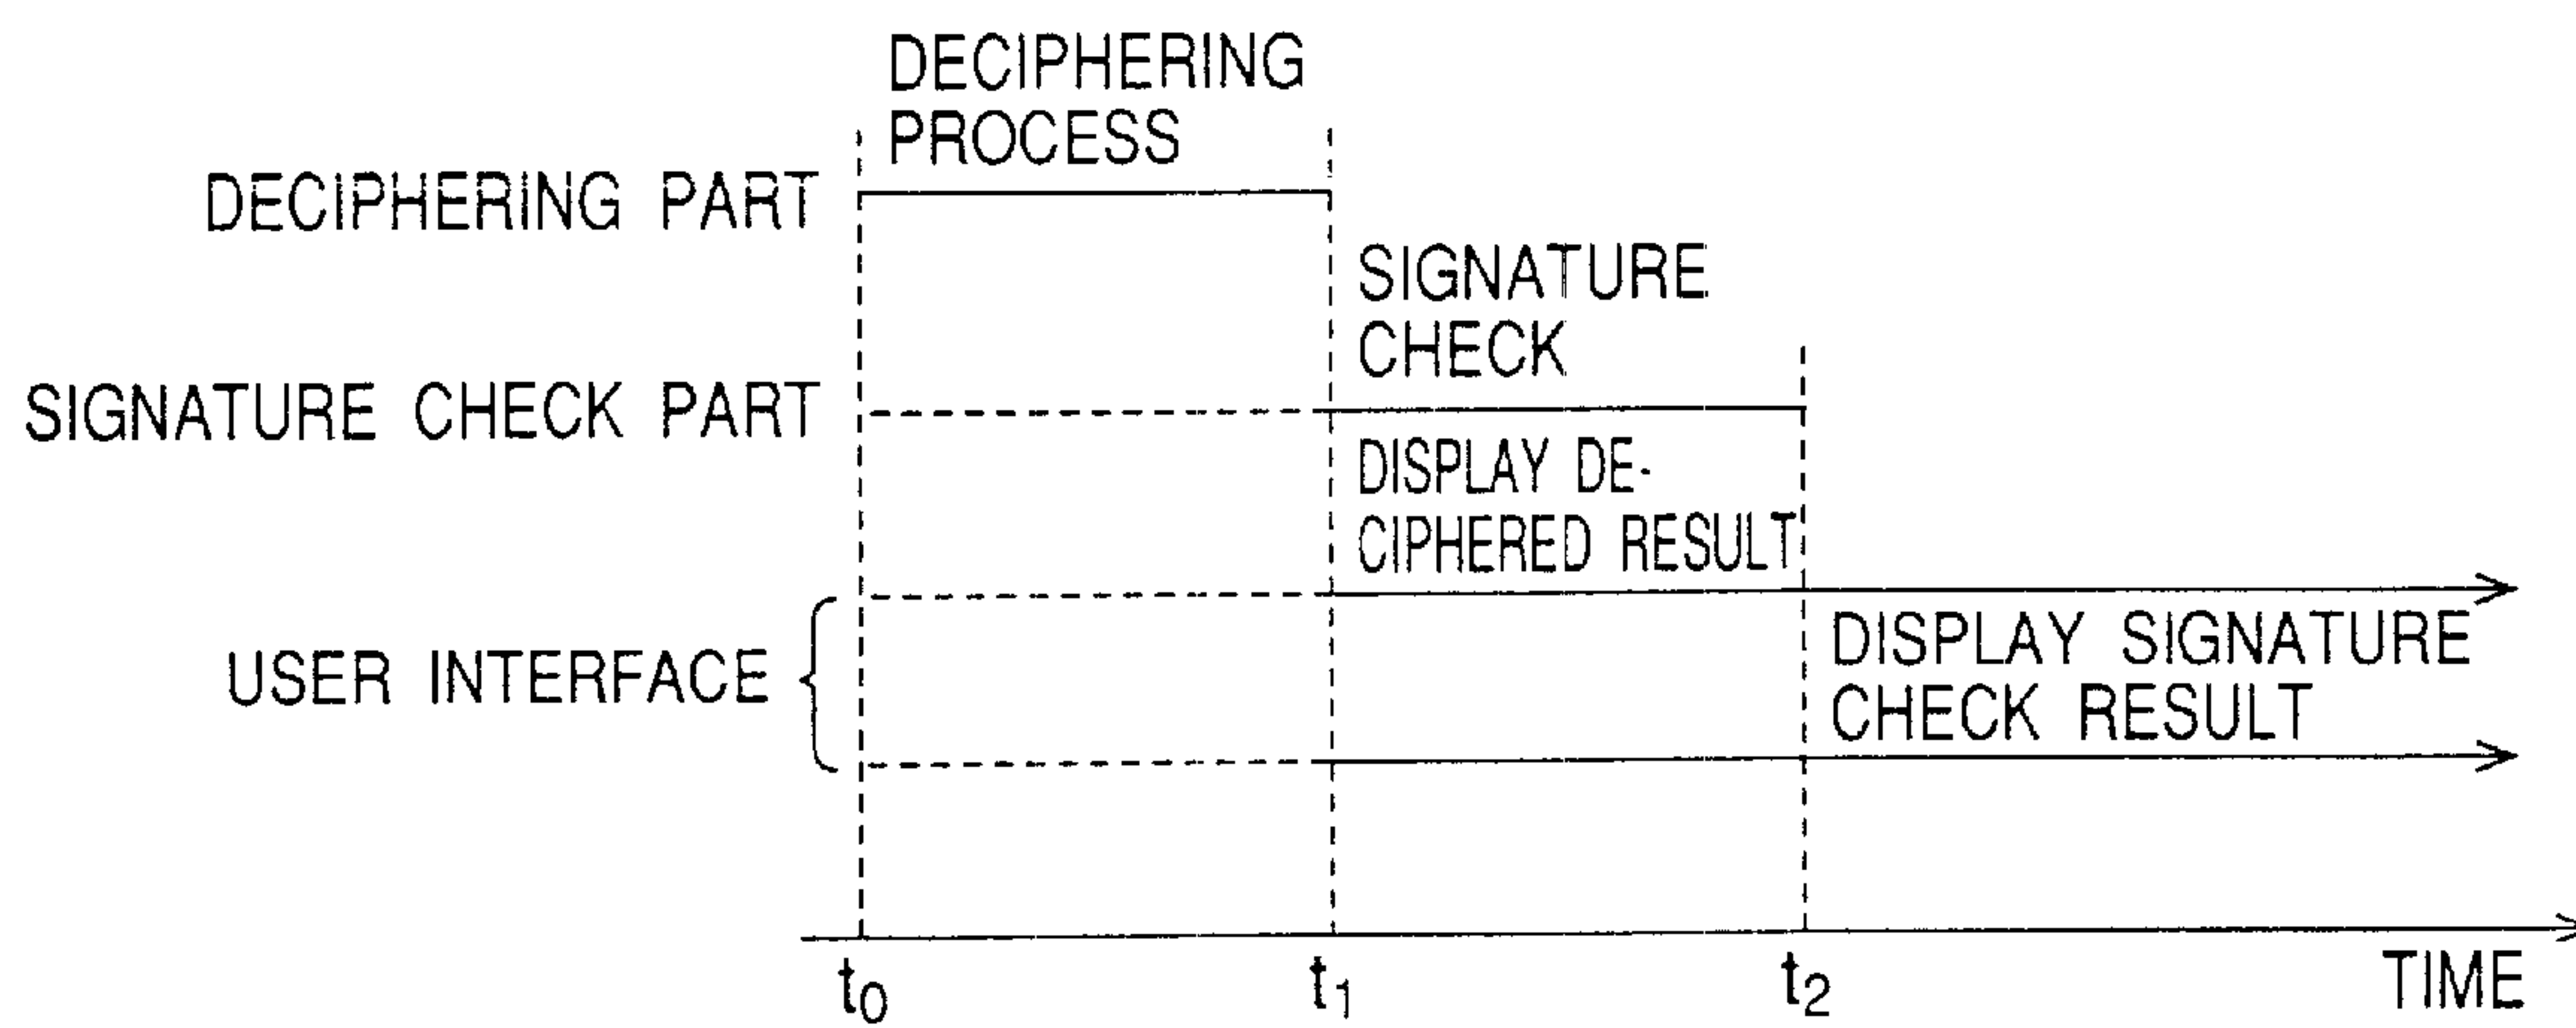 DECIPHERING
PROCESS
DECIPHERING PART
SIGNATURE
CHECK
SIGNATURE CHECK PART
DISPLAY DE-
CIPHERED RESULT
USER INTERFACE
DISPLAY SIGNATURE
CHECK RESULT
t0
t1
t2
TIME